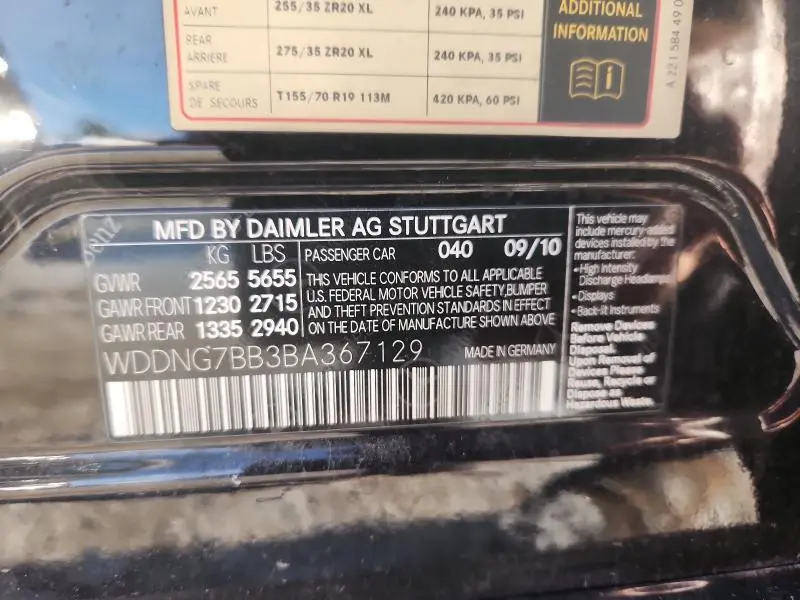 AVANT 255/35 ZR20 XL 240 KPA, 35 PSI
REAR
ARRIERE 275/35 ZR20 XL 240 KPA, 35 PSI
SPARE
DE SECOURS T155/70 R19 113M 420 KPA, 60 PSI
ADDITIONAL
INFORMATION
A 221 584 49 0
MFD BY DAIMLER AG STUTTGART
KG LBS PASSENGER CAR 040 09/10
GVWR 2565 5655
GAWR FRONT 1230 2715
GAWR REAR 1335 2940
THIS VEHICLE CONFORMS TO ALL APPLICABLE
U.S. FEDERAL MOTOR VEHICLE SAFETY,BUMPER
AND THEFT PREVENTION STANDARDS IN EFFECT
ON THE DATE OF MANUFACTURE SHOWN ABOVE
WDDNG7BB3BA367129 MADE IN GERMANY
This vehicle may
include mercury-added
devices installed by the
manufacturer:
• High Intensity
Discharge Headlamps
• Displays
• Back-lit Instruments
Remove Devices
Before Vehicle
Disposal.
Upon Removal
of Devices Please
Reuse, Recycle or
Dispose as
Hazardous Waste.